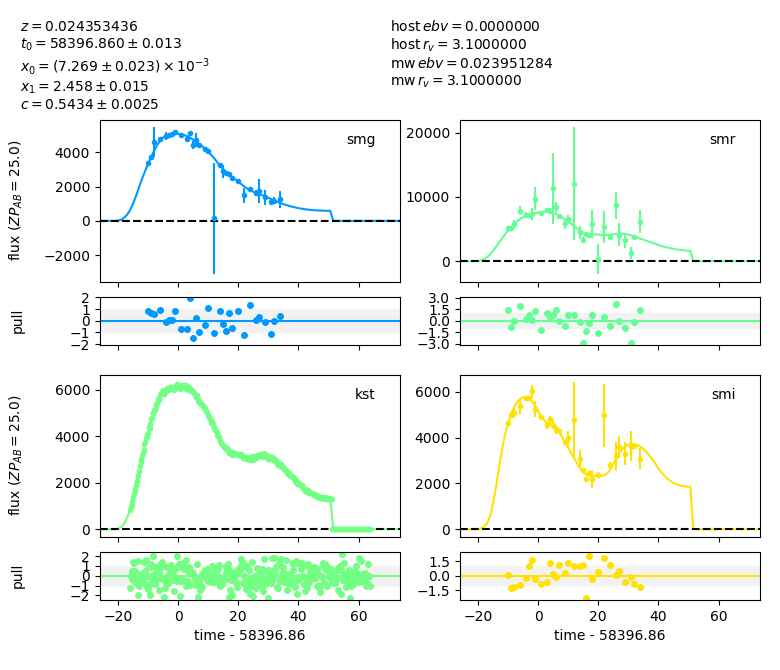 z = 0.024353436
t₀ = 58396.860 ± 0.013
x₀ = (7.269 ± 0.023) × 10⁻³
x₁ = 2.458 ± 0.015
c = 0.5434 ± 0.0025
host ebv = 0.0000000
host r_v = 3.1000000
mw ebv = 0.023951284
mw r_v = 3.1000000
flux (ZP_AB = 25.0)
4000
2000
0
−2000
smg
20000
10000
0
smr
pull
2
1
0
−1
−2
3.0
1.5
0.0
−1.5
−3.0
flux (ZP_AB = 25.0)
6000
4000
2000
0
kst
6000
4000
2000
0
smi
pull
2
1
0
−1
−2
1.5
0.0
−1.5
−20 0 20 40 60
time - 58396.86
−20 0 20 40 60
time - 58396.86